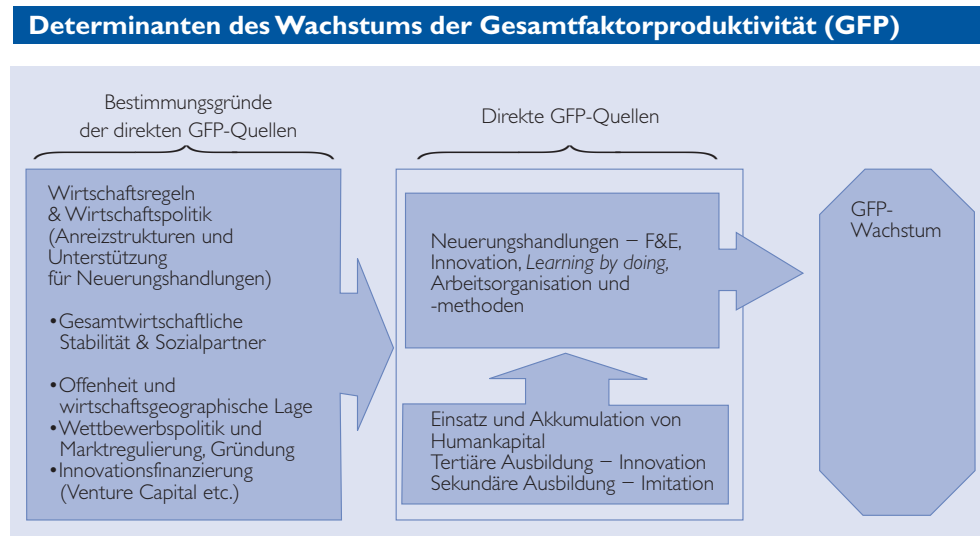 Determinanten des Wachstums der Gesamtfaktorproduktivität (GFP)
Bestimmungsgründe
der direkten GFP-Quellen
Direkte GFP-Quellen
Wirtschaftsregeln
& Wirtschaftspolitik
(Anreizstrukturen und
Unterstützung
für Neuerungshandlungen)
•Gesamtwirtschaftliche
Stabilität & Sozialpartner
•Offenheit und
wirtschaftsgeographische Lage
•Wettbewerbspolitik und
Marktregulierung, Gründung
•Innovationsfinanzierung
(Venture Capital etc.)
Neuerungshandlungen – F&E,
Innovation, Learning by doing,
Arbeitsorganisation und
-methoden
Einsatz und Akkumulation von
Humankapital
Tertiäre Ausbildung – Innovation
Sekundäre Ausbildung – Imitation
GFP-
Wachstum